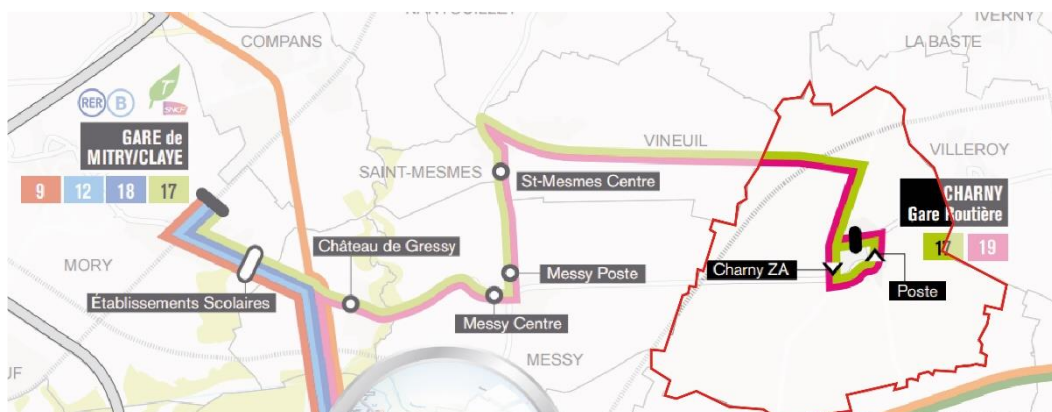 NANTOUILLET
IVERNY
COMPANS
LA BASTE
RER B
T
SNCF
GARE de
MITRY/CLAYE
9 12 18 17
VINEUIL
VILLEROY
SAINT-MESMES
St-Mesmes Centre
CHARNY
Gare Routière
17 19
Château de Gressy
MORY
Messy Poste
Charny ZA
Établissements Scolaires
Poste
Messy Centre
MESSY